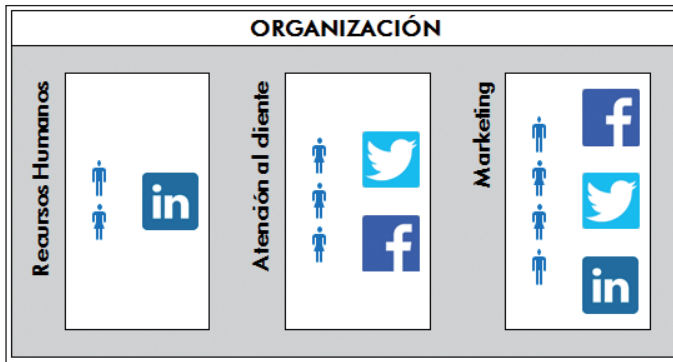 ORGANIZACIÓN
Recursos Humanos
in
Atención al cliente
f
Marketing
f
in